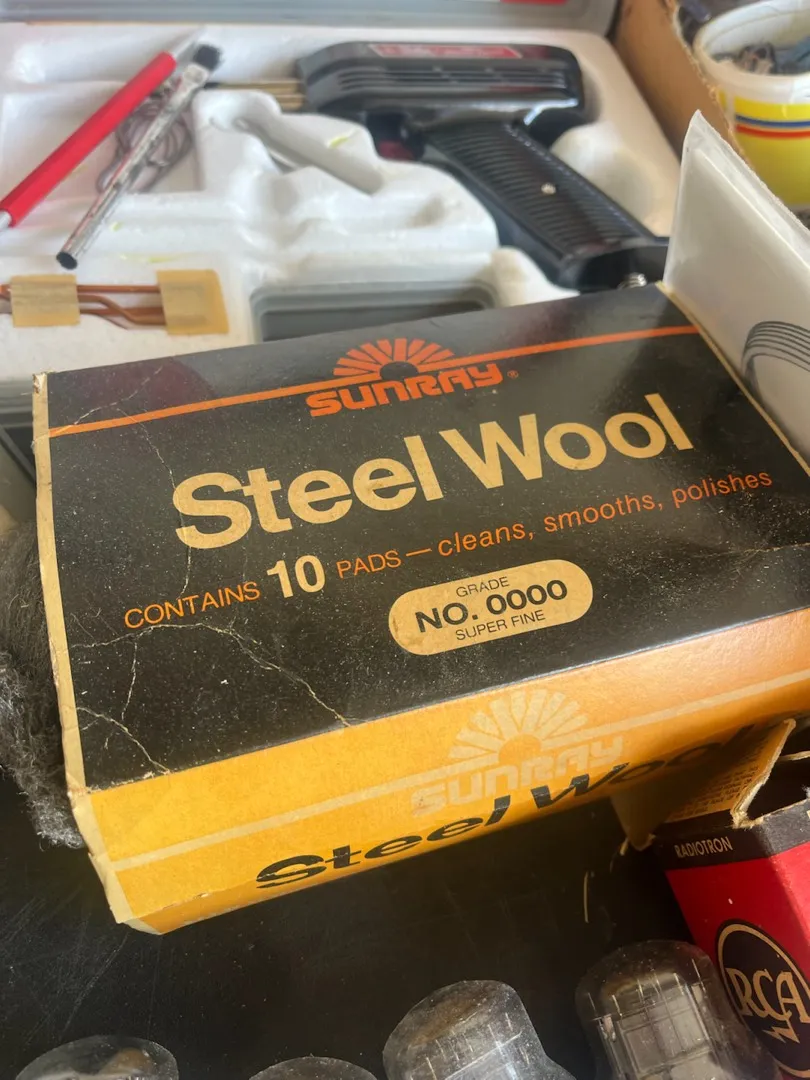 SUNRAY®
Steel Wool
CONTAINS 10 PADS — cleans, smooths, polishes
GRADE
NO. 0000
SUPER FINE
SUNRAY
Steel Wool
RADIOTRON
RCA